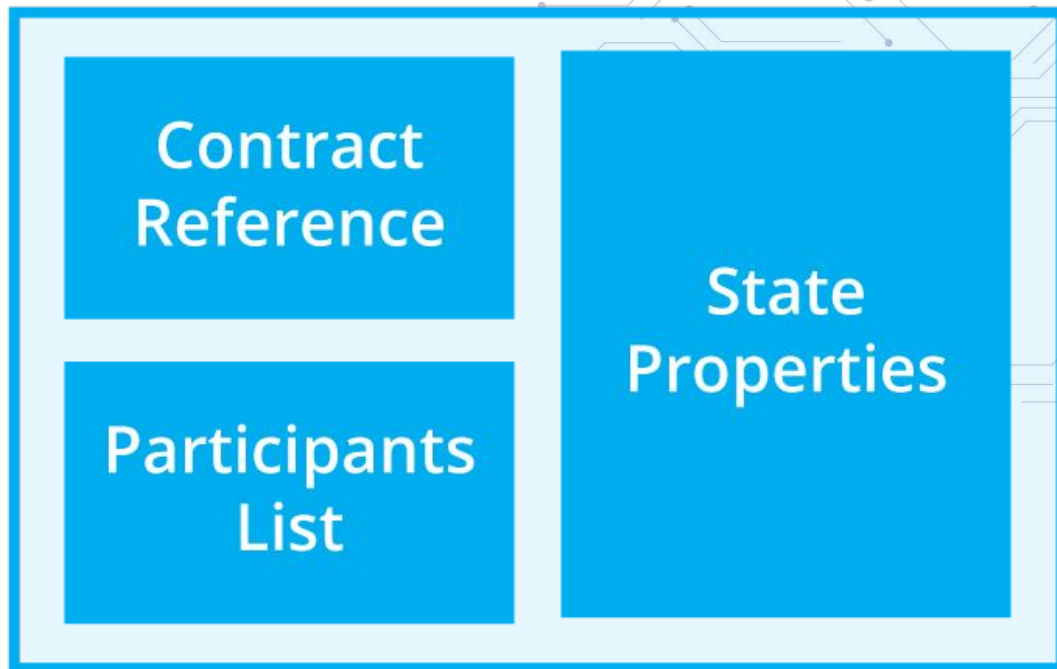 Contract
Reference
Participants
List
State
Properties